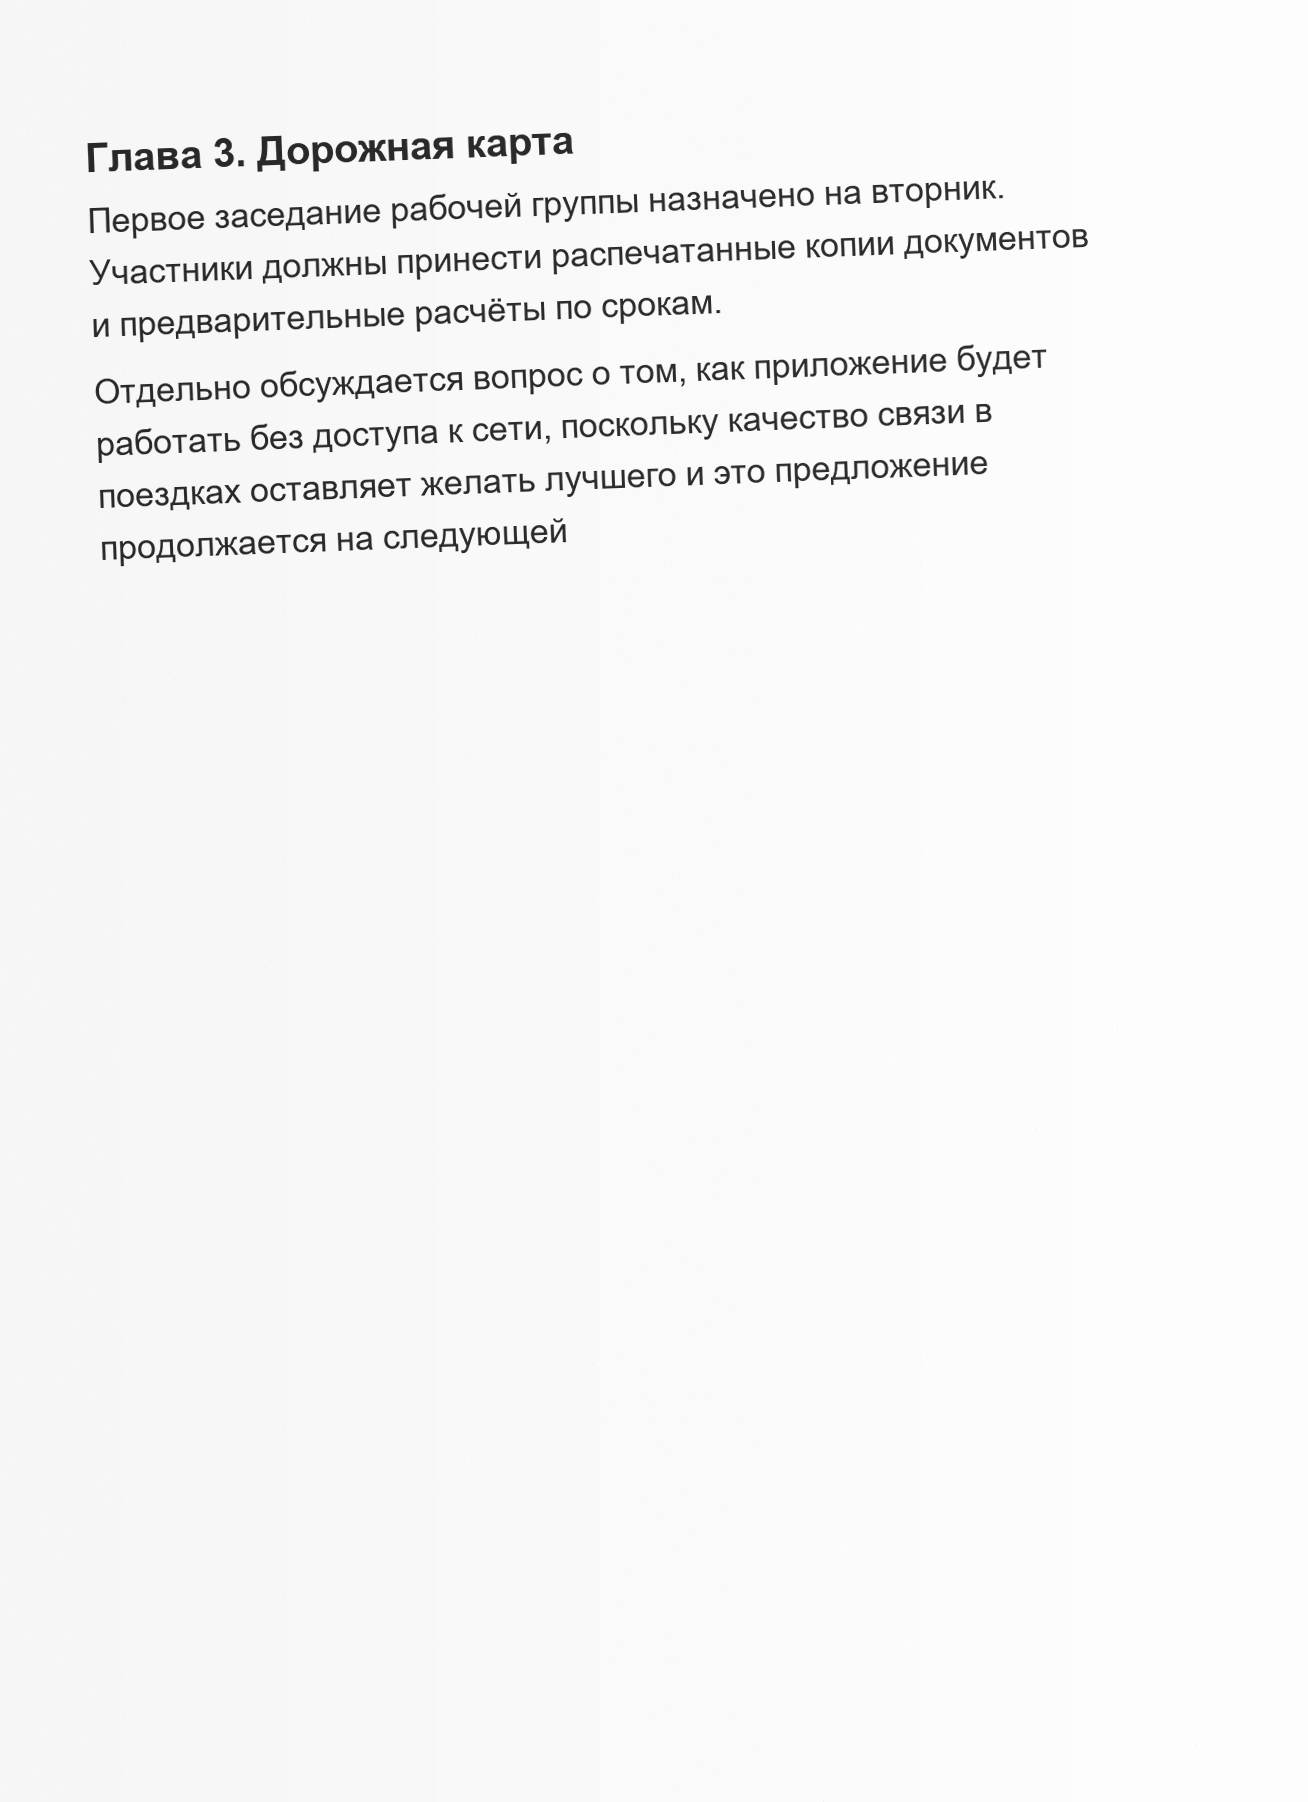 Глава 3. Дорожная карта
Первое заседание рабочей группы назначено на вторник.
Участники должны принести распечатанные копии документов
и предварительные расчёты по срокам.
Отдельно обсуждается вопрос о том, как приложение будет
работать без доступа к сети, поскольку качество связи в
поездках оставляет желать лучшего и это предложение
продолжается на следующей